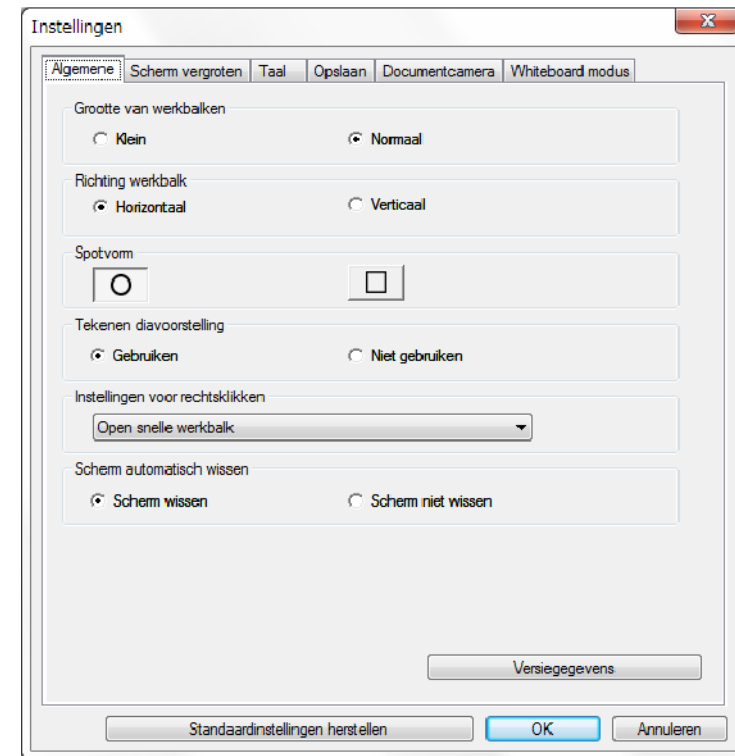 Instellingen
Algemene Scherm vergroten Taal Opslaan Documentcamera Whiteboard modus
Grootte van werkbalken
Klein Normaal
Richting werkbalk
Horizontaal Verticaal
Spotvorm
Tekenen diavoorstelling
Gebruiken Niet gebruiken
Instellingen voor rechtsklikken
Open snelle werkbalk
Scherm automatisch wissen
Scherm wissen Scherm niet wissen
Versiegegevens
Standaardinstellingen herstellen OK Annuleren